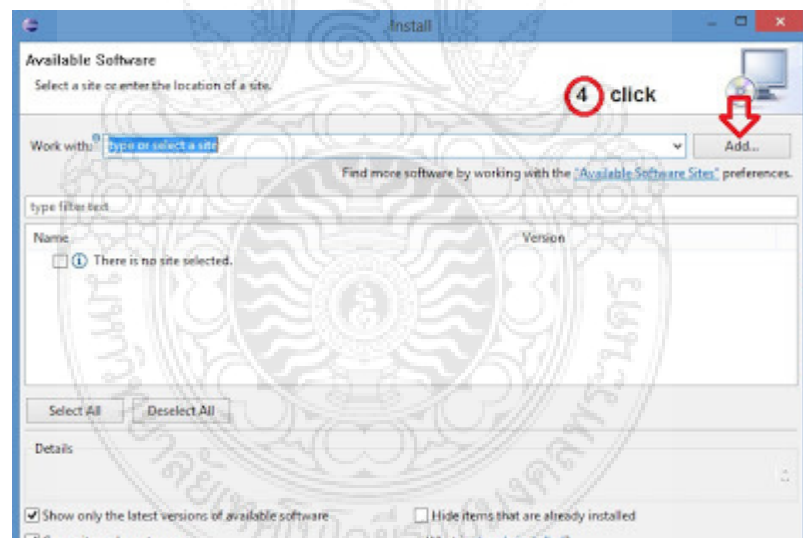 Install
Available Software
Select a site or enter the location of a site.
4 click
Work with: type or select a site
Add...
Find more software by working with the "Available Software Sites" preferences.
type filter text
Name Version
There is no site selected.
Select All Deselect All
Details
Show only the latest versions of available software Hide items that are already installed